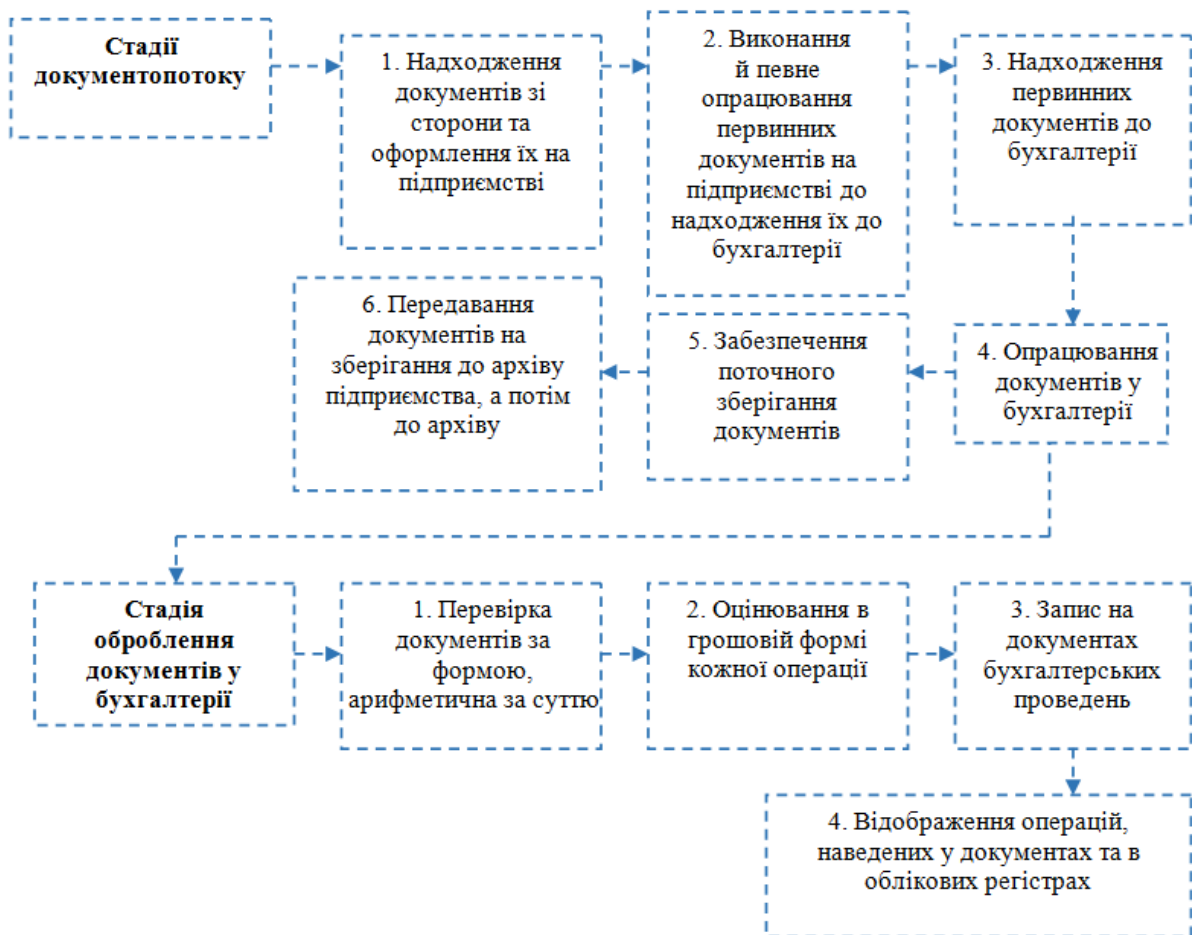 Стадії
документопотоку
1. Надходження
документів зі
сторони та
оформлення їх на
підприємстві
2. Виконання
й певне
опрацювання
первинних
документів на
підприємстві до
надходження їх до
бухгалтерії
3. Надходження
первинних
документів до
бухгалтерії
4. Опрацювання
документів у
бухгалтерії
5. Забезпечення
поточного
зберігання
документів
6. Передавання
документів на
зберігання до архіву
підприємства, а потім
до архіву
Стадія
оброблення
документів у
бухгалтерії
1. Перевірка
документів за
формою,
арифметична за суттю
2. Оцінювання в
грошовій формі
кожної операції
3. Запис на
документах
бухгалтерських
проведень
4. Відображення операцій,
наведених у документах та в
облікових регістрах